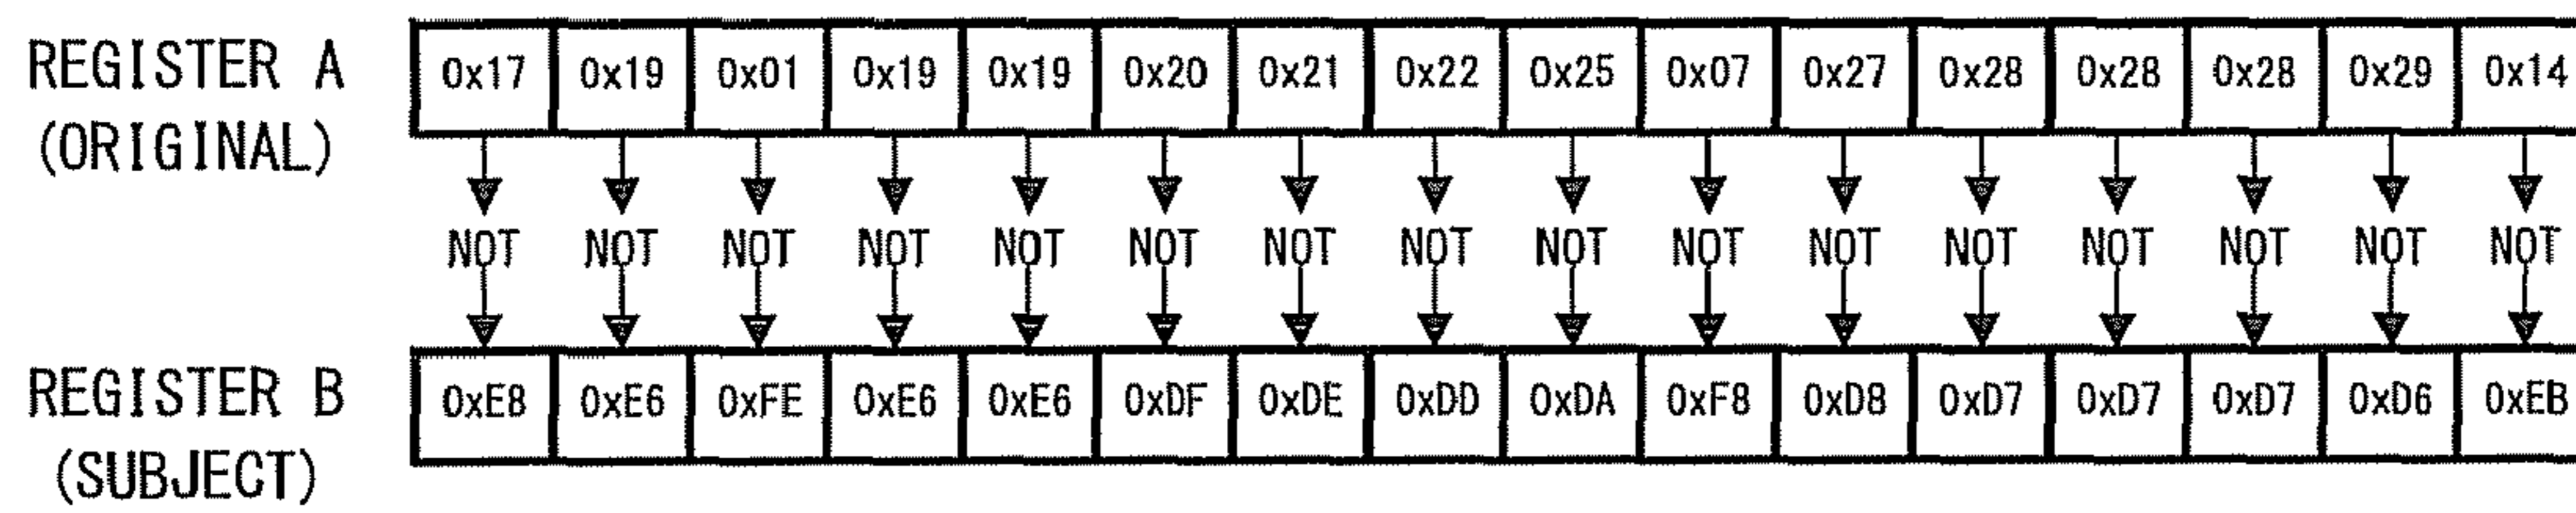 REGISTER A
(ORIGINAL)
0x17 0x19 0x01 0x19 0x19 0x20 0x21 0x22 0x25 0x07 0x27 0x28 0x28 0x28 0x29 0x14
NOT NOT NOT NOT NOT NOT NOT NOT NOT NOT NOT NOT NOT NOT NOT NOT
REGISTER B
(SUBJECT)
0xE8 0xE6 0xFE 0xE6 0xE6 0xDF 0xDE 0xDD 0xDA 0xF8 0xD8 0xD7 0xD7 0xD7 0xD6 0xEB